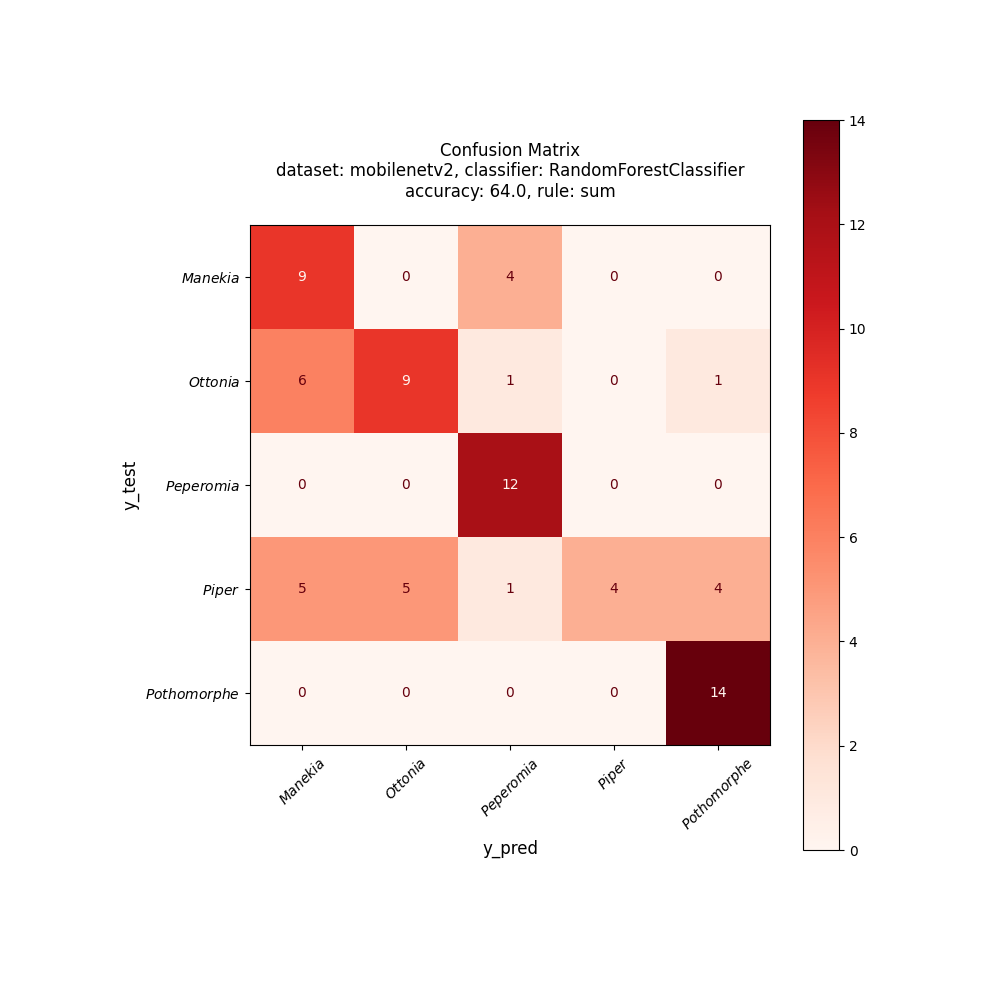 Confusion Matrix
dataset: mobilenetv2, classifier: RandomForestClassifier
accuracy: 64.0, rule: sum
Manekia 9 0 4 0 0
Ottonia 6 9 1 0 1
Peperomia 0 0 12 0 0
Piper 5 5 1 4 4
Pothomorphe 0 0 0 0 14
Manekia Ottonia Peperomia Piper Pothomorphe
y_test
y_pred
14
12
10
8
6
4
2
0